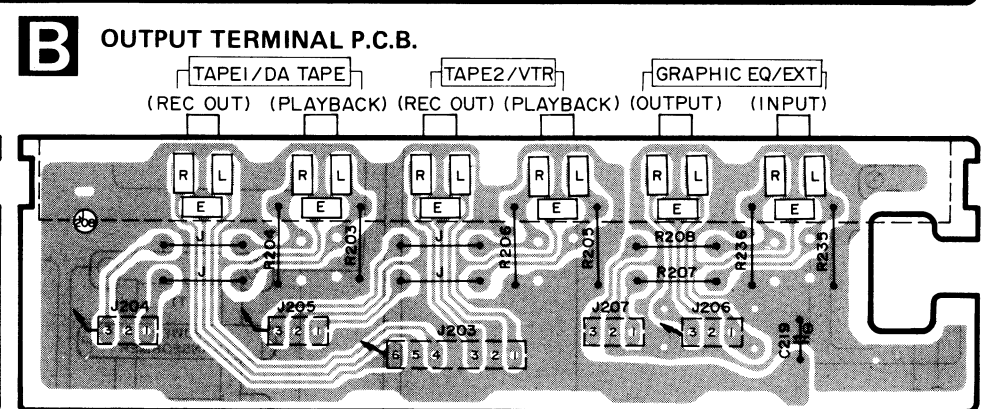 B OUTPUT TERMINAL P.C.B.
TAPE1/DA TAPE TAPE2/VTR GRAPHIC EQ/EXT
(REC OUT) (PLAYBACK) (REC OUT) (PLAYBACK) (OUTPUT) (INPUT)
R L R L R L R L R L R L
E E E E E E
J R204 R203 J R206 R205 R208 R236 R235
J J R207
J204 J205 J203 J207 J206 C219
3 2 1 3 2 1 6 5 4 3 2 1 3 2 1 3 2 1